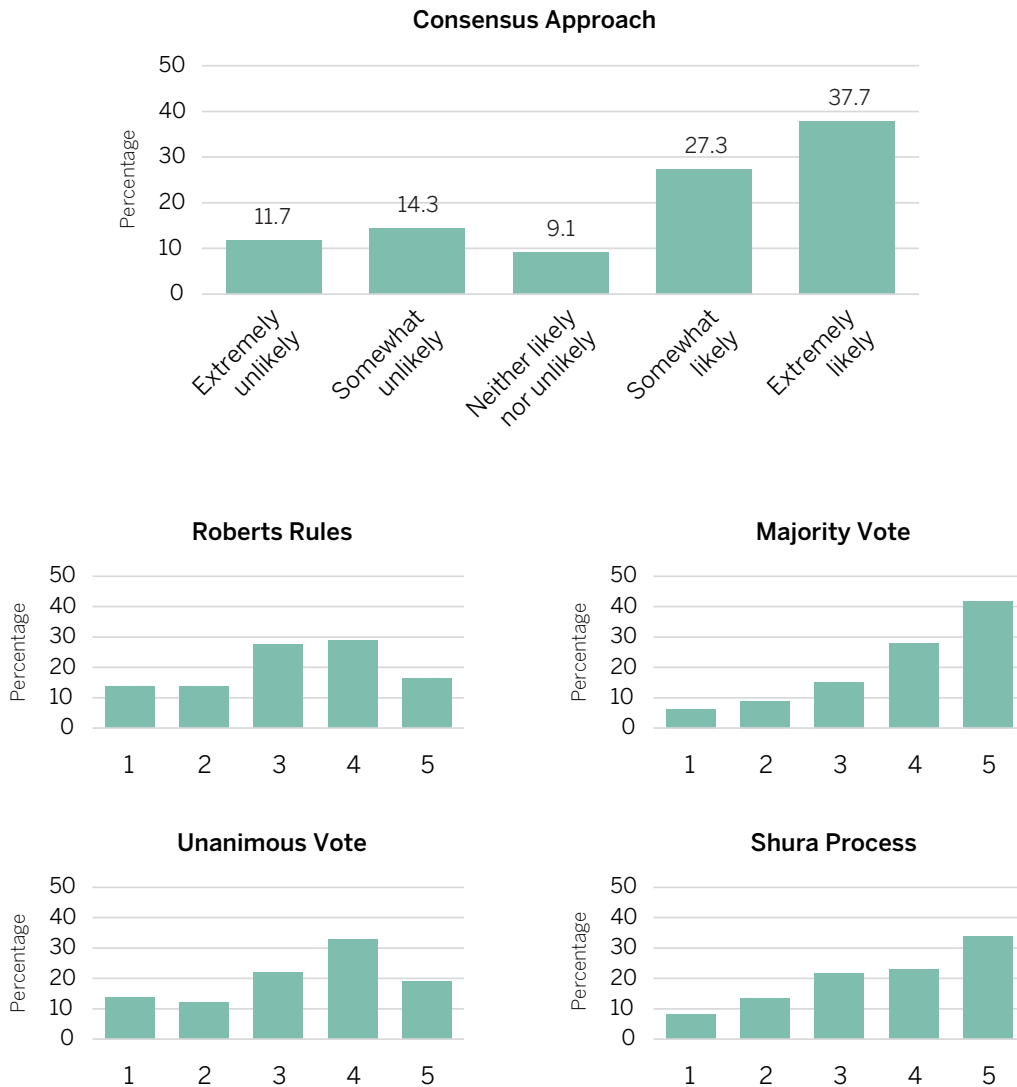 Consensus Approach
Percentage
50
40
30
20
10
0
11.7
14.3
9.1
27.3
37.7
Extremely
unlikely
Somewhat
unlikely
Neither likely
nor unlikely
Somewhat
likely
Extremely
likely
Roberts Rules
Percentage
50
40
30
20
10
0
1 2 3 4 5
Majority Vote
Percentage
50
40
30
20
10
0
1 2 3 4 5
Unanimous Vote
Percentage
50
40
30
20
10
0
1 2 3 4 5
Shura Process
Percentage
50
40
30
20
10
0
1 2 3 4 5